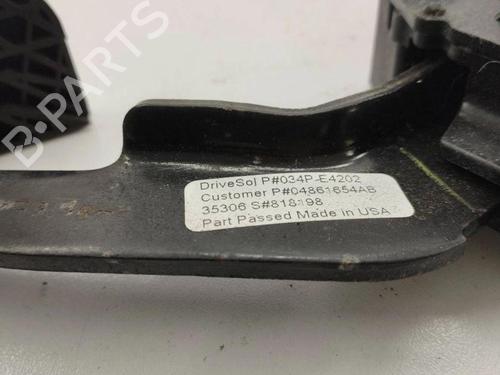 B-PARTS
DriveSol P#034P-E4202
Customer P#04861654AB
35306 S#818198
Part Passed Made in USA